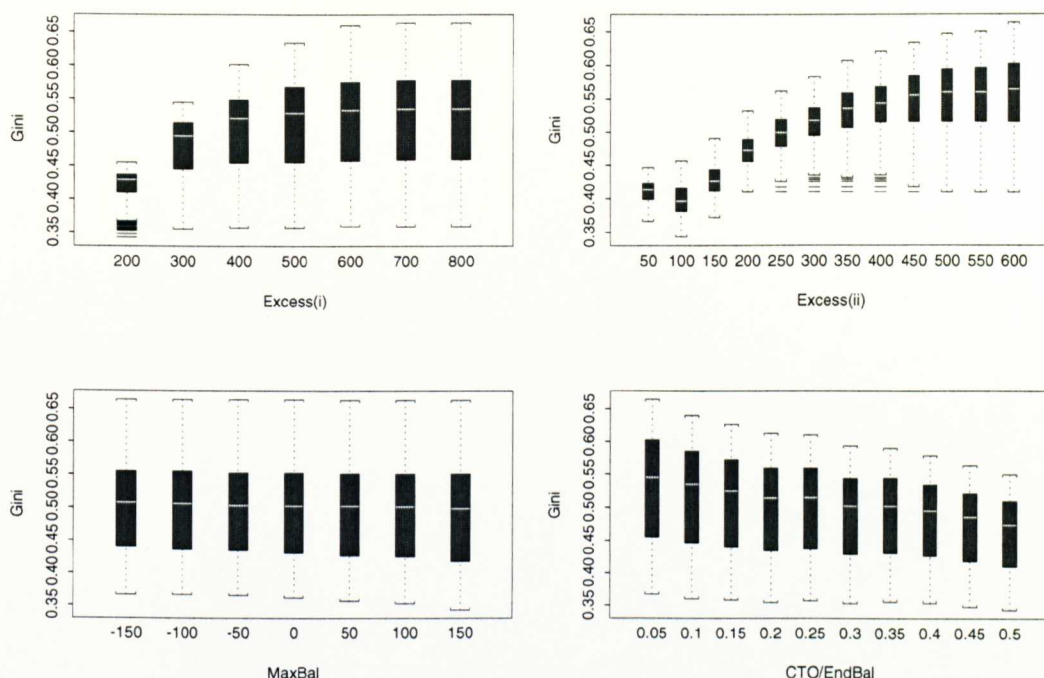 Gini
0.35 0.40 0.45 0.50 0.55 0.60 0.65
200 300 400 500 600 700 800
Excess(i)
Gini
0.35 0.40 0.45 0.50 0.55 0.60 0.65
50 100 150 200 250 300 350 400 450 500 550 600
Excess(ii)
Gini
0.35 0.40 0.45 0.50 0.55 0.60 0.65
-150 -100 -50 0 50 100 150
MaxBal
Gini
0.35 0.40 0.45 0.50 0.55 0.60 0.65
0.05 0.1 0.15 0.2 0.25 0.3 0.35 0.4 0.45 0.5
CTO/EndBal